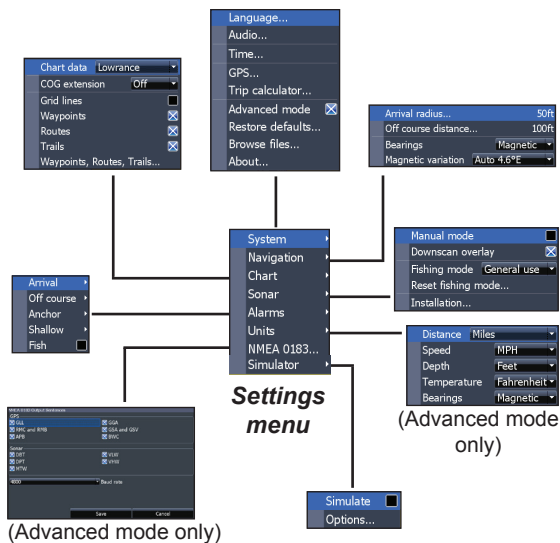 Language...
Audio...
Time...
GPS...
Trip calculator...
Advanced mode
Restore defaults...
Browse files...
About...
Chart data Lowrance
COG extension Off
Grid lines
Waypoints
Routes
Trails
Waypoints, Routes, Trails...
Arrival radius... 50ft
Off course distance... 100ft
Bearings Magnetic
Magnetic variation Auto 4.6°E
System
Navigation
Chart
Sonar
Alarms
Units
NMEA 0183...
Simulator
Settings
menu
Manual mode
Downscan overlay
Fishing mode General use
Reset fishing mode...
Installation...
Arrival
Off course
Anchor
Shallow
Fish
Distance Miles
Speed MPH
Depth Feet
Temperature Fahrenheit
Bearings Magnetic
(Advanced mode
only)
NMEA 0183 Output Sentences
GPS
GLL GGA
RMC and RMB GSA and GSV
APB BWC
Sonar
DBT VLW
DPT VHW
MTW
4800 Baud rate
Save Cancel
(Advanced mode only)
Simulate
Options...